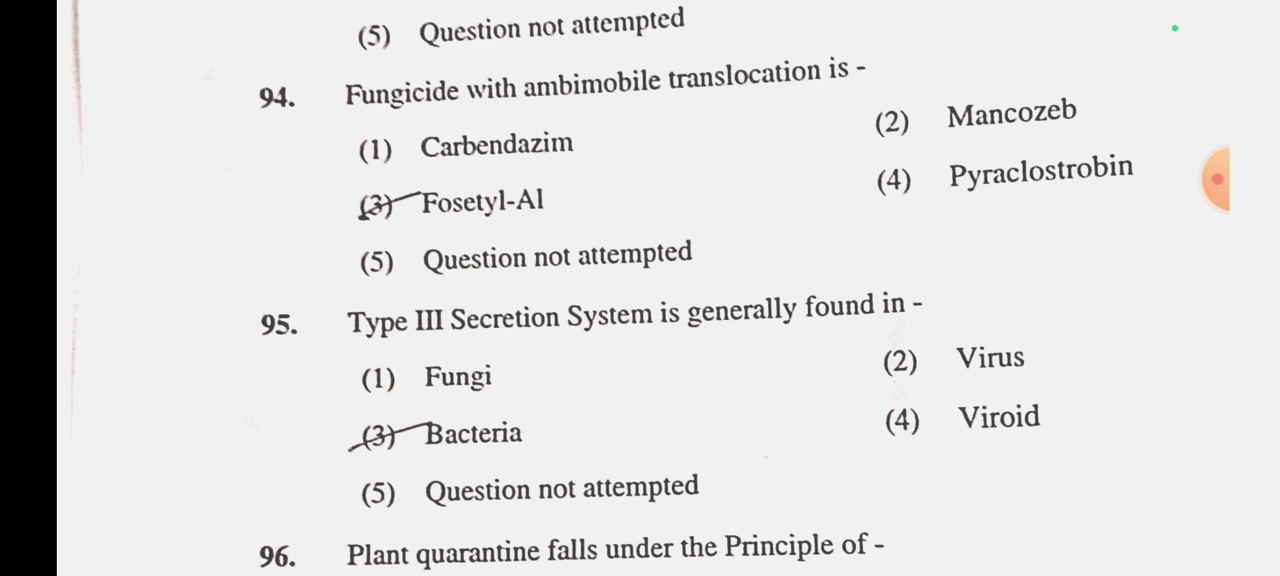 (5) Question not attempted
94. Fungicide with ambimobile translocation is -
(1) Carbendazim (2) Mancozeb
(3) Fosetyl-Al (4) Pyraclostrobin
(5) Question not attempted
95. Type III Secretion System is generally found in -
(1) Fungi (2) Virus
(3) Bacteria (4) Viroid
(5) Question not attempted
96. Plant quarantine falls under the Principle of -